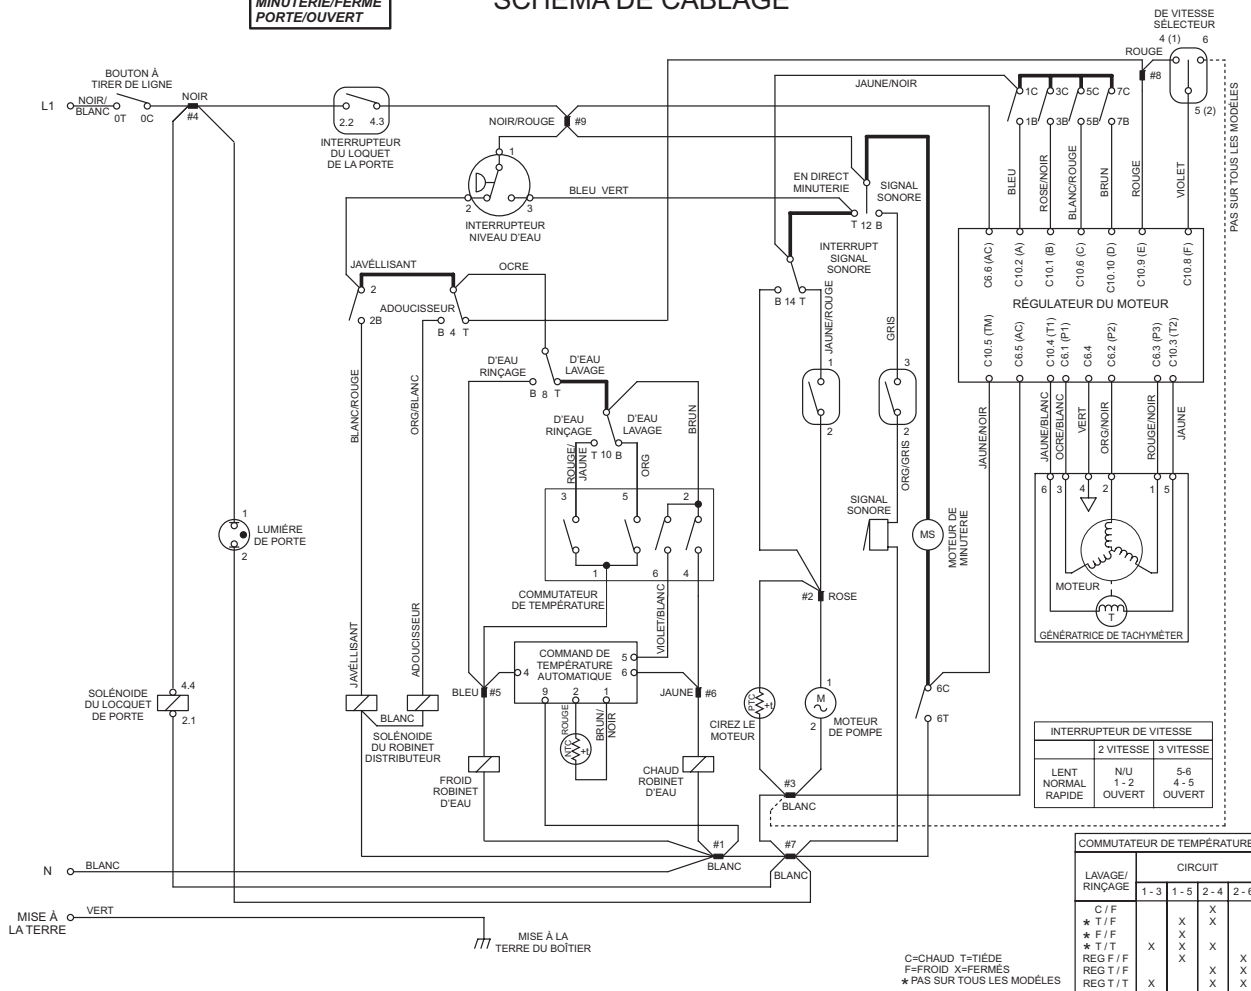 MINUTERIE/FERMÉ
PORTE/OUVERT
SCHÉMA DE CÂBLAGE
DE VITESSE
SÉLECTEUR
4 (1) 6
ROUGE
#8
5 (2)
PAS SUR TOUS LES MODÈLES
BOUTON À
TIRER DE LIGNE
L1
NOIR/
BLANC
0T 0C
NOIR
#4
2.2 4.3
INTERRUPTEUR
DU LOQUET
DE LA PORTE
NOIR/ROUGE
#9
JAUNE/NOIR
1C 3C 5C 7C
1B 3B 5B 7B
BLEU
ROSE/NOIR
BLANC/ROUGE
BRUN
ROUGE
VIOLET
1
2 3
INTERRUPTEUR
NIVEAU D'EAU
BLEU VERT
EN DIRECT
MINUTERIE
SIGNAL
SONORE
T 12 B
INTERRUPT
SIGNAL
SONORE
B 14 T
JAUNE/ROUGE
GRIS
C6.6 (AC)
C10.2 (A)
C10.1 (B)
C10.6 (C)
C10.10 (D)
C10.9 (E)
C10.8 (F)
RÉGULATEUR DU MOTEUR
C10.5 (TM)
C6.5 (AC)
C10.4 (T1)
C6.1 (P1)
C6.4
C6.2 (P2)
C6.3 (P3)
C10.3 (T2)
JAVÉLLISANT
OCRE
2
2B
ADOUCISSEUR
B 4 T
BLANC/ROUGE
ORG/BLANC
D'EAU
RINÇAGE
D'EAU
LAVAGE
B 8 T
D'EAU
RINÇAGE
D'EAU
LAVAGE
T 10 B
ROUGE/
JAUNE
ORG
BRUN
3 5 2
1 6 4
COMMUTATEUR
DE TEMPÉRATURE
VIOLET/BLANC
1
2
3
2
ORG/GRIS
SIGNAL
SONORE
MS
MOTEUR DE
MINUTERIE
JAUNE/NOIR
JAUNE/BLANC
OCRE/BLANC
VERT
ORG/NOIR
ROUGE/NOIR
JAUNE
6 3 4 2 1 5
MOTEUR
T
GÉNÉRATRICE DE TACHYMÈTER
1
2
LUMIÉRE
DE PORTE
#2
ROSE
JAVÉLLISANT
ADOUCISSEUR
COMMAND DE
TEMPÉRATURE
AUTOMATIQUE
4
5
6
9 2 1
BLEU #5
JAUNE #6
ROUGE
BRUN/
NOIR
NTC
+t
SOLÉNOIDE
DU LOCQUET
DE PORTE
4.4
2.1
BLANC
SOLÉNOIDE
DU ROBINET
DISTRIBUTEUR
FROID
ROBINET
D'EAU
CHAUD
ROBINET
D'EAU
PTC
+t
CIREZ LE
MOTEUR
1
M
2
MOTEUR
DE POMPE
6C
6T
#3
BLANC
INTERRUPTEUR DE VITESSE
2 VITESSE 3 VITESSE
LENT N/U 5-6
NORMAL 1 - 2 4 - 5
RAPIDE OUVERT OUVERT
#1
BLANC
#7
BLANC
N
BLANC
MISE À
LA TERRE
VERT
MISE À LA
TERRE DU BOÎTIER
COMMUTATEUR DE TEMPÉRATURE
LAVAGE/
RINÇAGE
CIRCUIT
1 - 3 1 - 5 2 - 4 2 - 6
C / F X
* T / F X X
* F / F X
* T / T X X X
REG F / F X X
REG T / F X X
REG T / T X X X
C=CHAUD T=TIÉDE
F=FROID X=FERMÉS
* PAS SUR TOUS LES MODÉLES